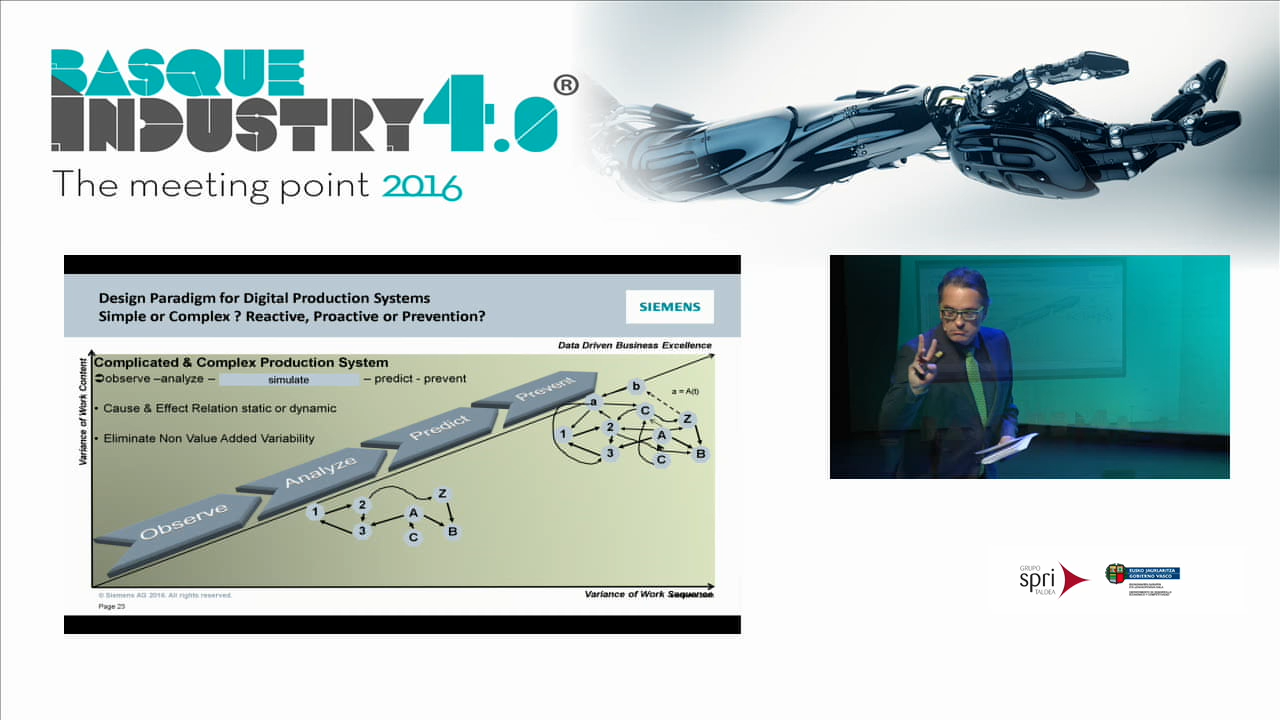 BASQUE
INDUSTRY 4.0®
The meeting point 2016
Design Paradigm for Digital Production Systems
Simple or Complex ? Reactive, Proactive or Prevention?
SIEMENS
Data Driven Business Excellence
Variance of Work Content
Complicated & Complex Production System
Observe –analyze – simulate – predict - prevent
• Cause & Effect Relation static or dynamic
• Eliminate Non Value Added Variability
Observe
Analyze
Predict
Prevent
a = A(t)
b
a
C
Z
1
2
A
3
C
B
Z
1
2
A
3
C
B
© Siemens AG 2016. All rights reserved.
Variance of Work Sequence
Page 23
GRUPO
spri
TALDEA
EUSKO JAURLARITZA
GOBIERNO VASCO